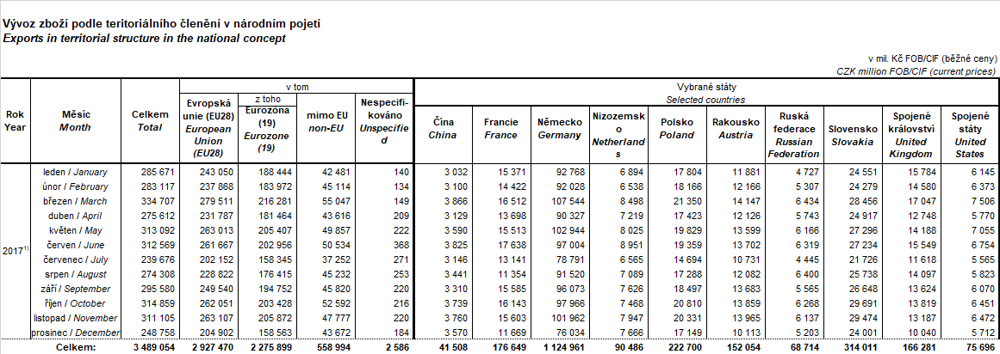 Vývoz zboží podle teritoriálního členění v národním pojetí
Exports in territorial structure in the national concept
v mil. Kč FOB/CIF (běžné ceny)
CZK million FOB/CIF (current prices)
Rok Year
Měsíc Month
Celkem Total
v tom
Evropská unie (EU28) European Union (EU28)
z toho
Eurozóna (19) Eurozone (19)
mimo EU non-EU
Nespecifi-kováno Unspecified
Vybrané státy
Selected countries
Čína China
Francie France
Německo Germany
Nizozemsko Netherlands
Polsko Poland
Rakousko Austria
Ruská federace Russian Federation
Slovensko Slovakia
Spojené království United Kingdom
Spojené státy United States
2017 1)
leden / January 285 671 243 050 188 444 42 481 140 3 032 15 371 92 768 6 894 17 804 11 881 4 727 24 551 15 784 6 145
únor / February 283 117 237 868 183 972 45 114 134 3 100 14 422 92 028 6 538 18 166 12 166 5 307 24 279 14 580 6 373
březen / March 334 707 279 511 216 281 55 047 149 3 866 16 512 107 544 8 498 21 350 14 147 6 434 28 456 17 047 7 506
duben / April 275 612 231 787 181 464 43 616 209 3 129 13 698 90 327 7 219 17 423 12 126 5 743 24 917 12 748 5 770
květen / May 313 092 263 013 205 407 49 857 222 3 590 15 513 102 944 8 025 19 829 13 599 6 166 27 296 14 188 7 055
červen / June 312 569 261 667 202 956 50 534 368 3 825 17 638 97 004 8 951 19 359 13 702 6 319 27 234 15 549 6 754
červenec / July 239 676 202 152 158 345 37 252 271 3 146 13 141 78 791 6 565 14 694 10 731 4 445 21 726 11 618 5 565
srpen / August 274 308 228 822 176 415 45 232 253 3 441 11 354 91 520 7 089 17 288 12 082 6 400 25 738 14 097 5 823
září / September 295 580 249 540 194 752 45 820 220 3 310 15 585 96 073 7 626 18 497 13 683 5 565 26 648 13 624 6 070
říjen / October 314 859 262 051 203 428 52 592 216 3 739 16 143 97 966 7 468 20 810 13 859 6 268 29 691 13 819 6 451
listopad / November 311 105 263 107 205 872 47 777 220 3 760 15 603 101 962 7 947 20 331 13 965 6 137 29 474 13 187 6 472
prosinec / December 248 758 204 902 158 563 43 672 184 3 570 11 669 76 034 7 666 17 149 10 113 5 203 24 001 10 040 5 712
Celkem: 3 489 054 2 927 470 2 275 899 558 994 2 586 41 508 176 649 1 124 961 90 486 222 700 152 054 68 714 314 011 166 281 75 696